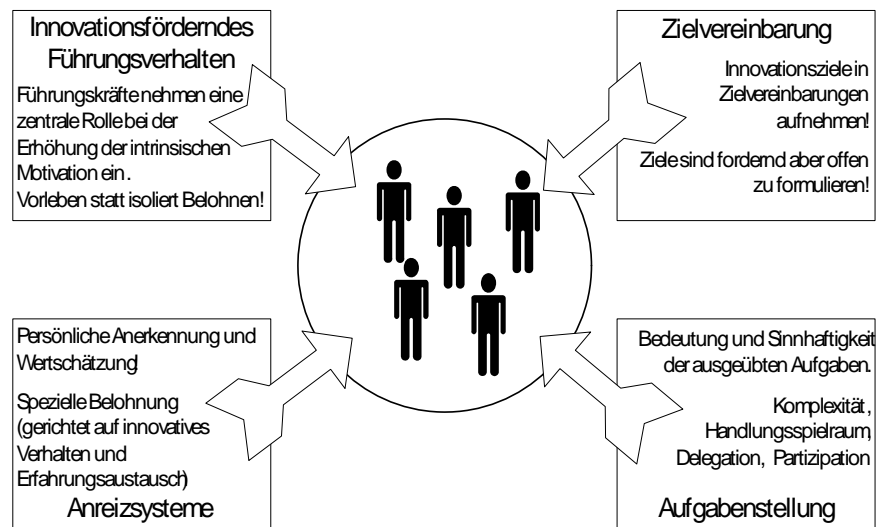 Innovationsförderndes
Führungsverhalten
Führungskräfte nehmen eine
zentrale Rolle bei der
Erhöhung der intrinsischen
Motivation ein.
Vorleben statt isoliert Belohnen!
Zielvereinbarung
Innovationsziele in
Zielvereinbarungen
aufnehmen!
Ziele sind fordernd aber offen
zu formulieren!
Persönliche Anerkennung und
Wertschätzung!
Spezielle Belohnung
(gerichtet auf innovatives
Verhalten und
Erfahrungsaustausch)
Anreizsysteme
Bedeutung und Sinnhaftigkeit
der ausgeübten Aufgaben.
Komplexität,
Handlungsspielraum,
Delegation, Partizipation
Aufgabenstellung